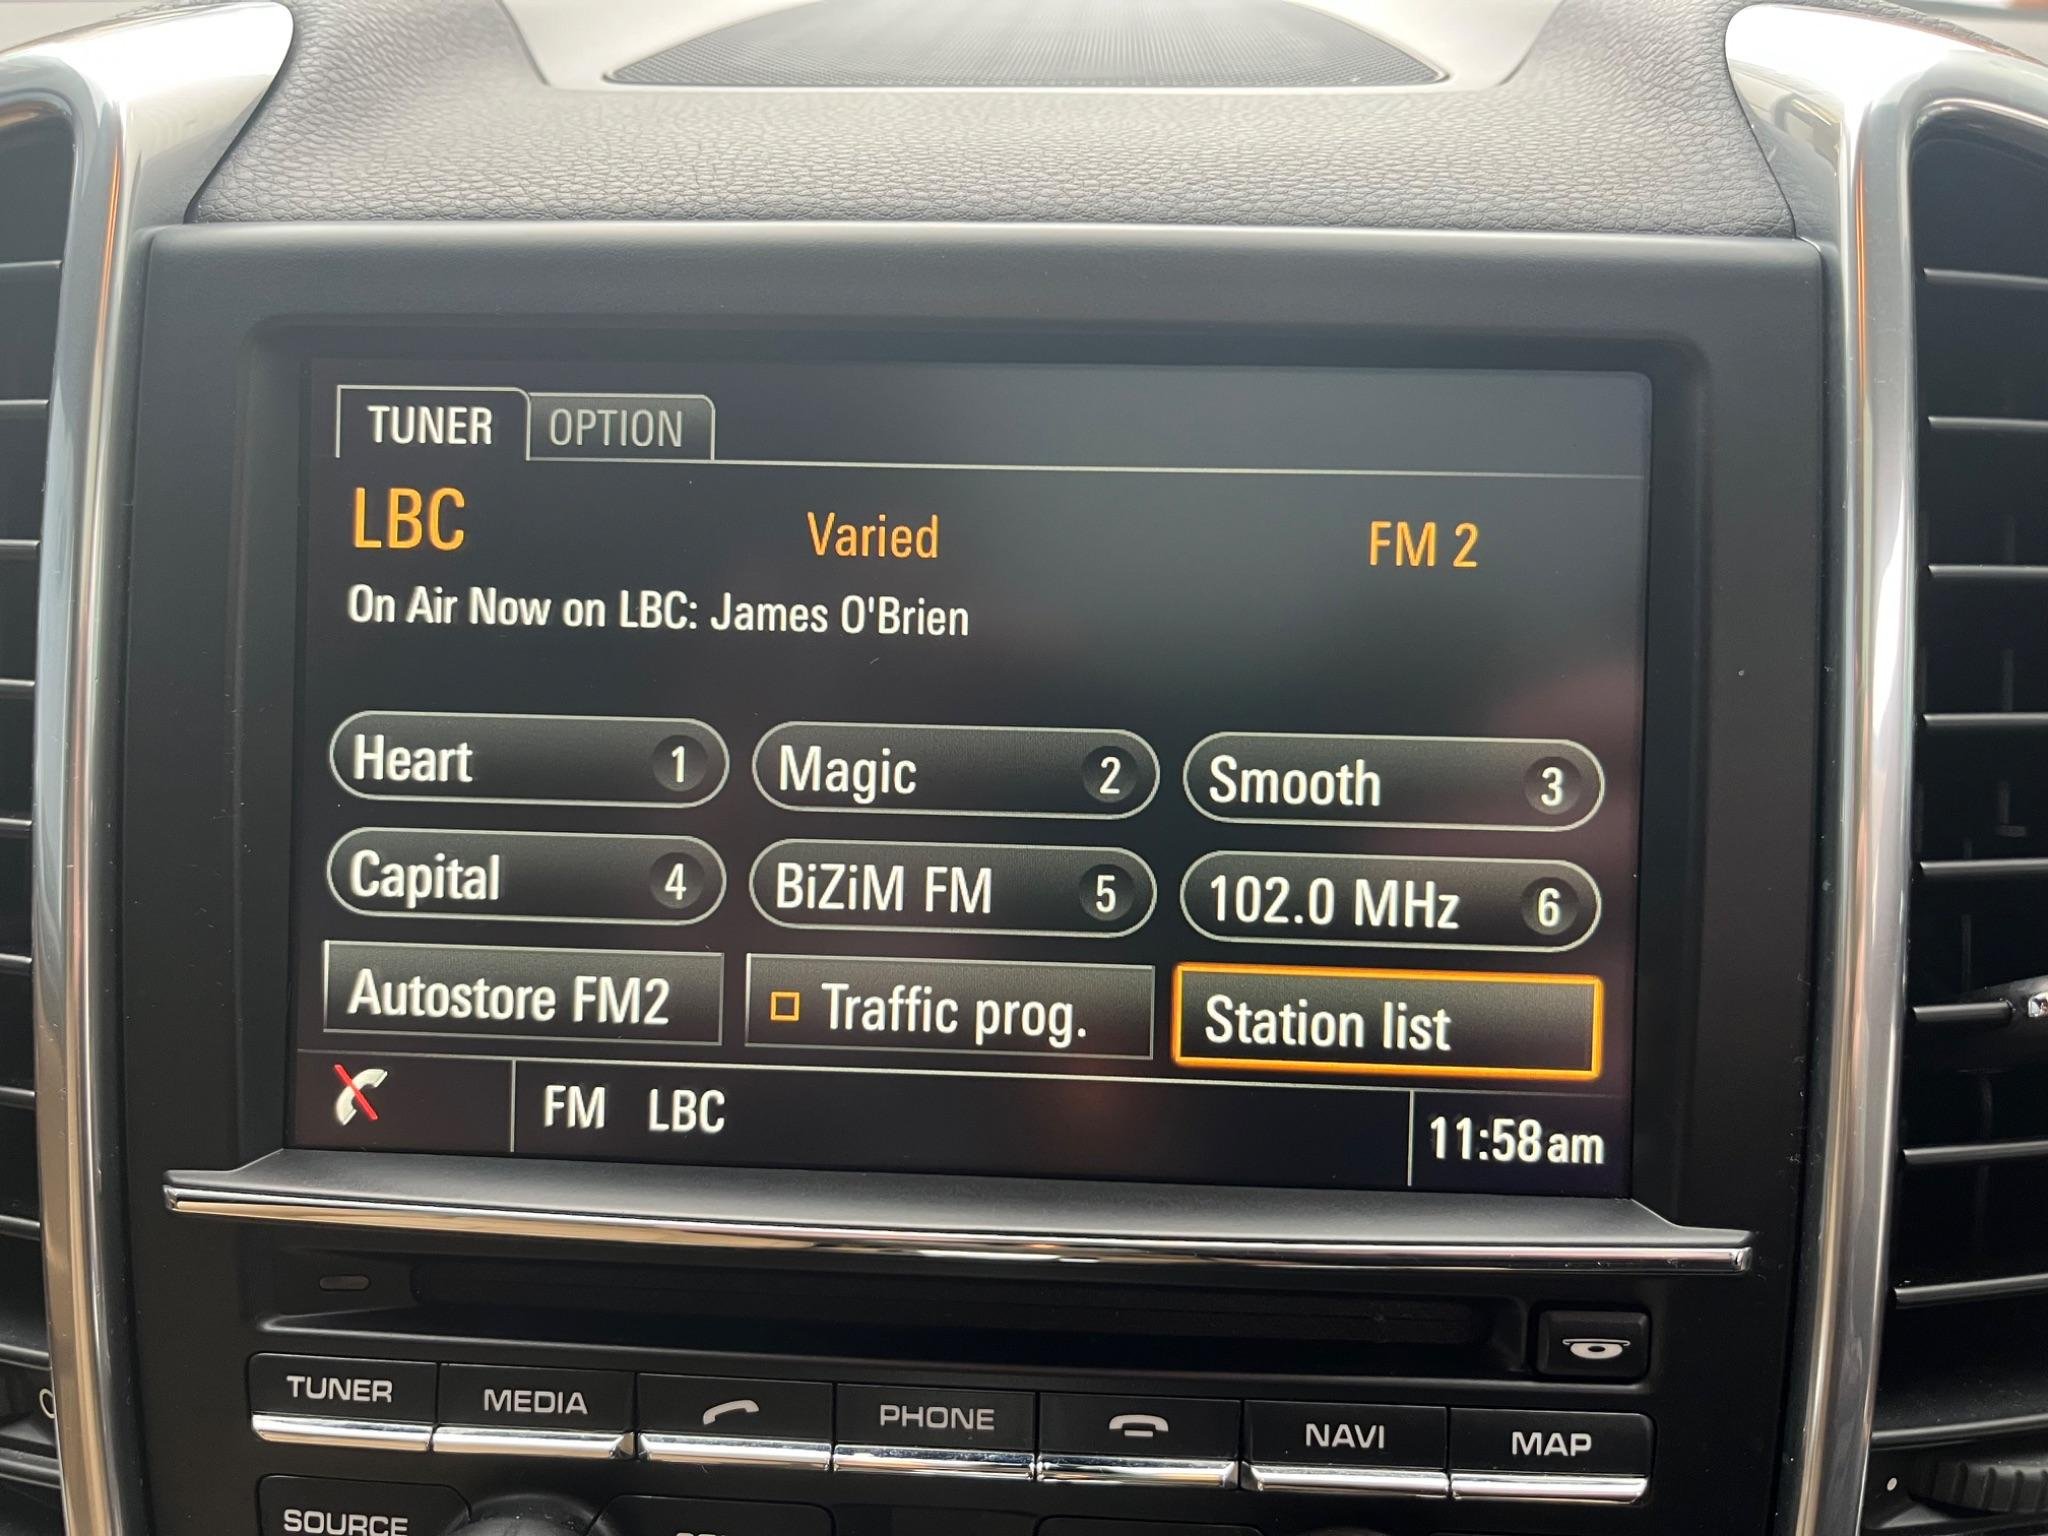 TUNER OPTION
LBC Varied FM 2
On Air Now on LBC: James O'Brien
Heart 1 Magic 2 Smooth 3
Capital 4 BiZiM FM 5 102.0 MHz 6
Autostore FM2 Traffic prog. Station list
FM LBC 11:58am
TUNER MEDIA PHONE NAVI MAP
SOURCE